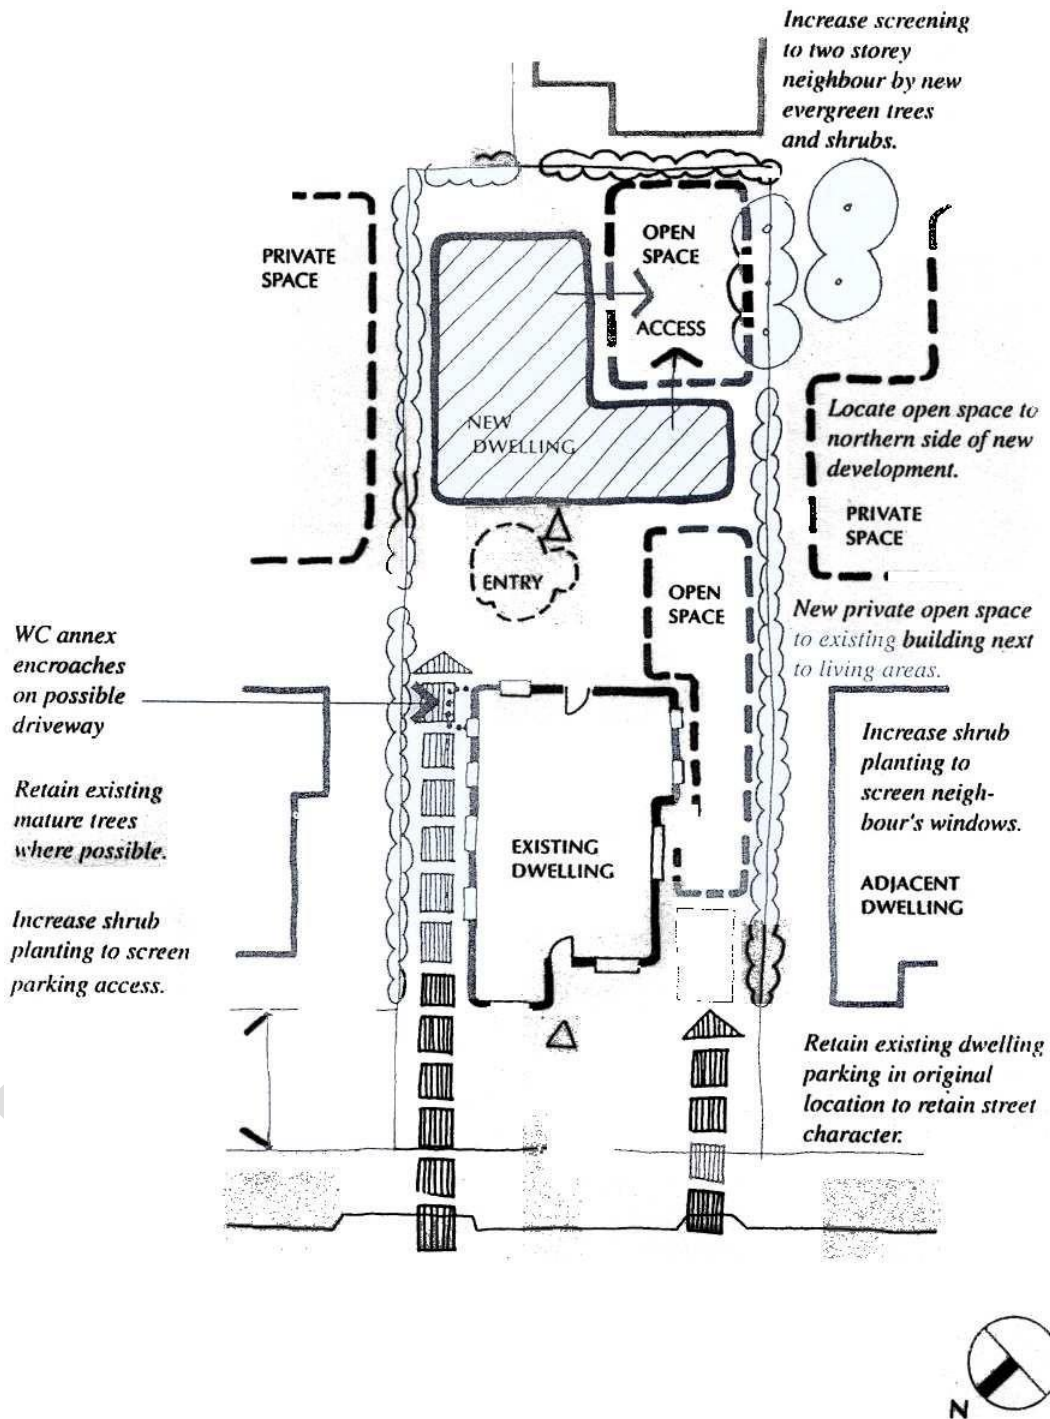 Increase screening
to two storey
neighbour by new
evergreen trees
and shrubs.
PRIVATE
SPACE
OPEN
SPACE
ACCESS
NEW
DWELLING
Locate open space to
northern side of new
development.
PRIVATE
SPACE
ENTRY
OPEN
SPACE
New private open space
to existing building next
to living areas.
WC annex
encroaches
on possible
driveway
Retain existing
mature trees
where possible.
Increase shrub
planting to screen
parking access.
EXISTING
DWELLING
Increase shrub
planting to
screen neigh-
bour's windows.
ADJACENT
DWELLING
Retain existing dwelling
parking in original
location to retain street
character.
N